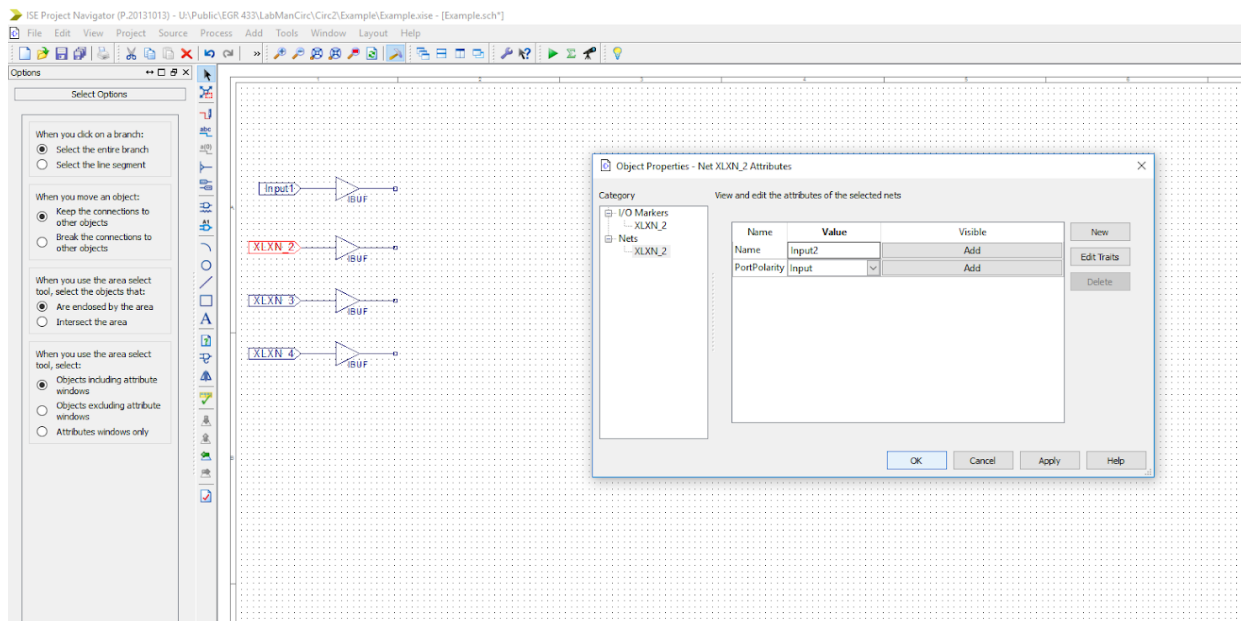 ISE Project Navigator (P.20131013) - U:\Public\EGR 433\LabManCirc\Circ2\Example\Example.xise - [Example.sch*]
File Edit View Project Source Process Add Tools Window Layout Help
Options
Select Options
When you click on a branch:
Select the entire branch
Select the line segment
When you move an object:
Keep the connections to
other objects
Break the connections to
other objects
When you use the area select
tool, select the objects that:
Are enclosed by the area
Intersect the area
When you use the area select
tool, select:
Objects including attribute
windows
Objects excluding attribute
windows
Attributes windows only
abc
A
Input1
IBUF
XLXN_2
IBUF
XLXN_3
IBUF
XLXN_4
IBUF
Object Properties - Net XLXN_2 Attributes
Category
View and edit the attributes of the selected nets
I/O Markers
XLXN_2
Nets
XLXN_2
Name Value Visible
Name Input2 Add
PortPolarity Input Add
New
Edit Traits
Delete
OK Cancel Apply Help